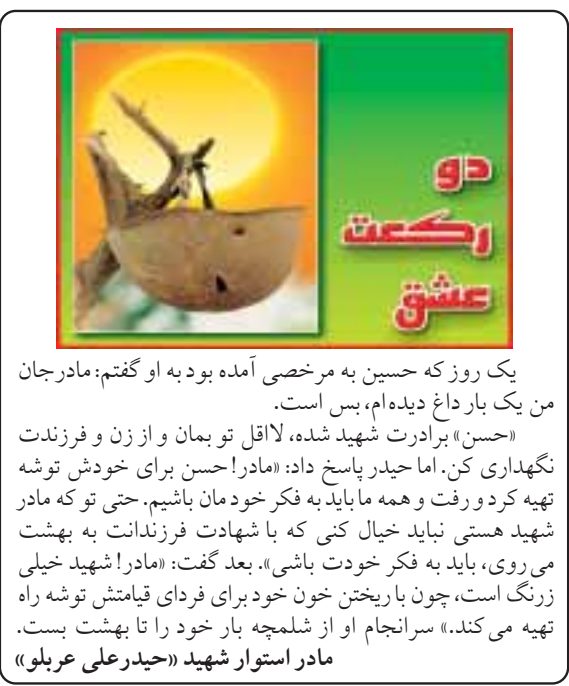 دو
رکعت
عشق
یک روز که حسین به مرخصی آمده بود به او گفتم: مادرجان
من یک بار داغ دیده‌ام، بس است.
«حسن» برادرت شهید شده، لااقل تو بمان و از زن و فرزندت
نگهداری کن. اما حیدر پاسخ داد: «مادر! حسن برای خودش توشه
تهیه کرد و رفت و همه ما باید به فکر خودمان باشیم. حتی تو که مادر
شهید هستی نباید خیال کنی که با شهادت فرزندانت به بهشت
می‌روی، باید به فکر خودت باشی». بعد گفت: «مادر! شهید خیلی
زرنگ است، چون با ریختن خون خود برای فردای قیامتش توشه راه
تهیه می‌کند.» سرانجام او از شلمچه بار خود را تا بهشت بست.
مادر استوار شهید «حیدرعلی عربلو»